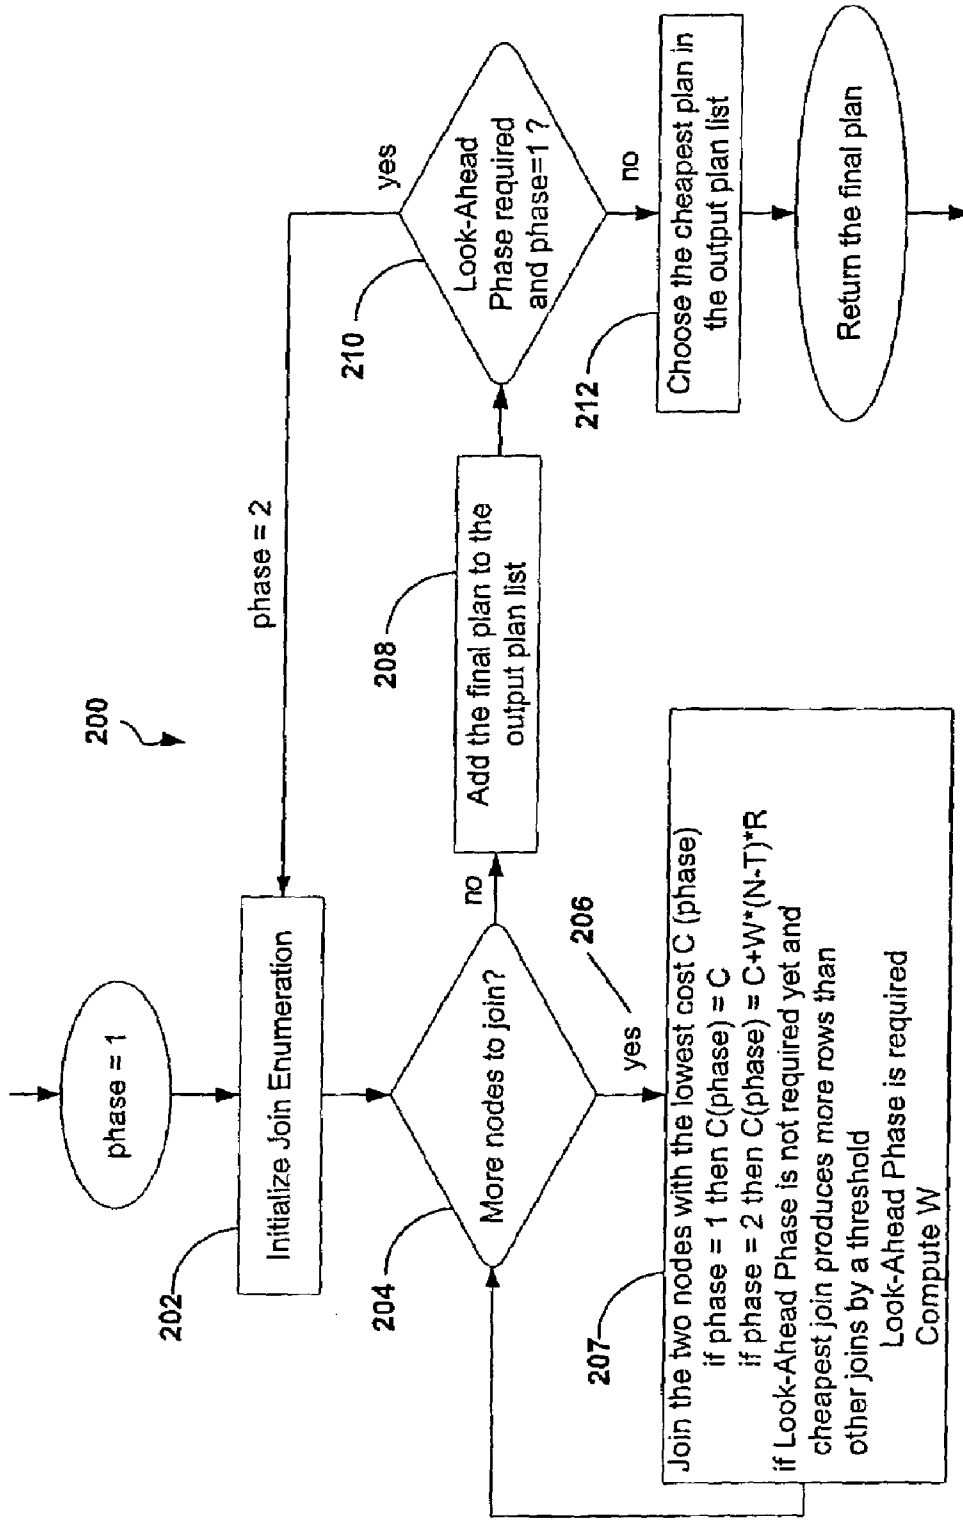 200
phase = 1
202
Initialize Join Enumeration
phase = 2
204
More nodes to join?
no
yes
206
207
Join the two nodes with the lowest cost C (phase)
if phase = 1 then C(phase) = C
if phase = 2 then C(phase) = C+W*(N-T)*R
if Look-Ahead Phase is not required yet and
cheapest join produces more rows than
other joins by a threshold
Look-Ahead Phase is required
Compute W
208
Add the final plan to the
output plan list
210
Look-Ahead
Phase required
and phase=1 ?
yes
no
212
Choose the cheapest plan in
the output plan list
Return the final plan